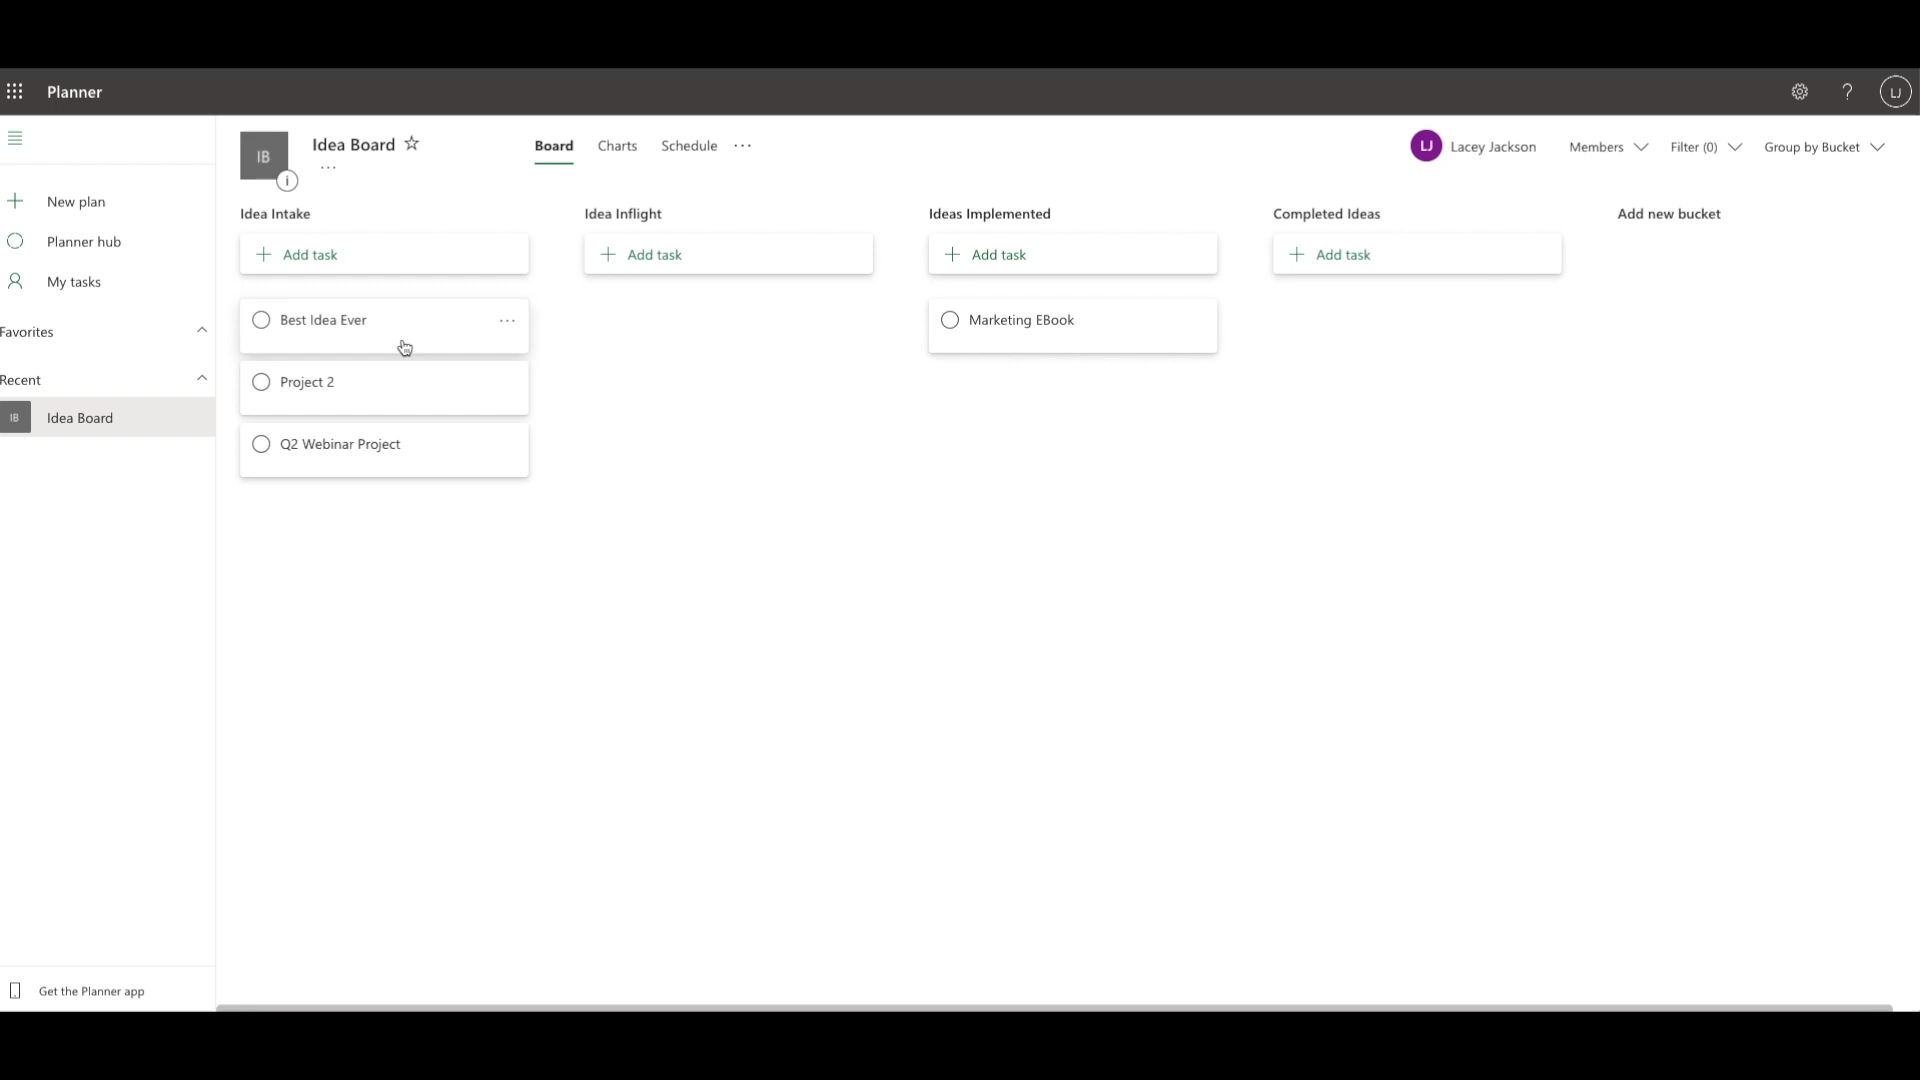 Planner
?
LJ
New plan
Planner hub
My tasks
Favorites
Recent
IB
Idea Board
Get the Planner app
IB
i
Idea Board
...
Board
Charts
Schedule
...
LJ
Lacey Jackson
Members
Filter (0)
Group by Bucket
Idea Intake
Add task
Best Idea Ever
...
Project 2
Q2 Webinar Project
Idea Inflight
Add task
Ideas Implemented
Add task
Marketing EBook
Completed Ideas
Add task
Add new bucket